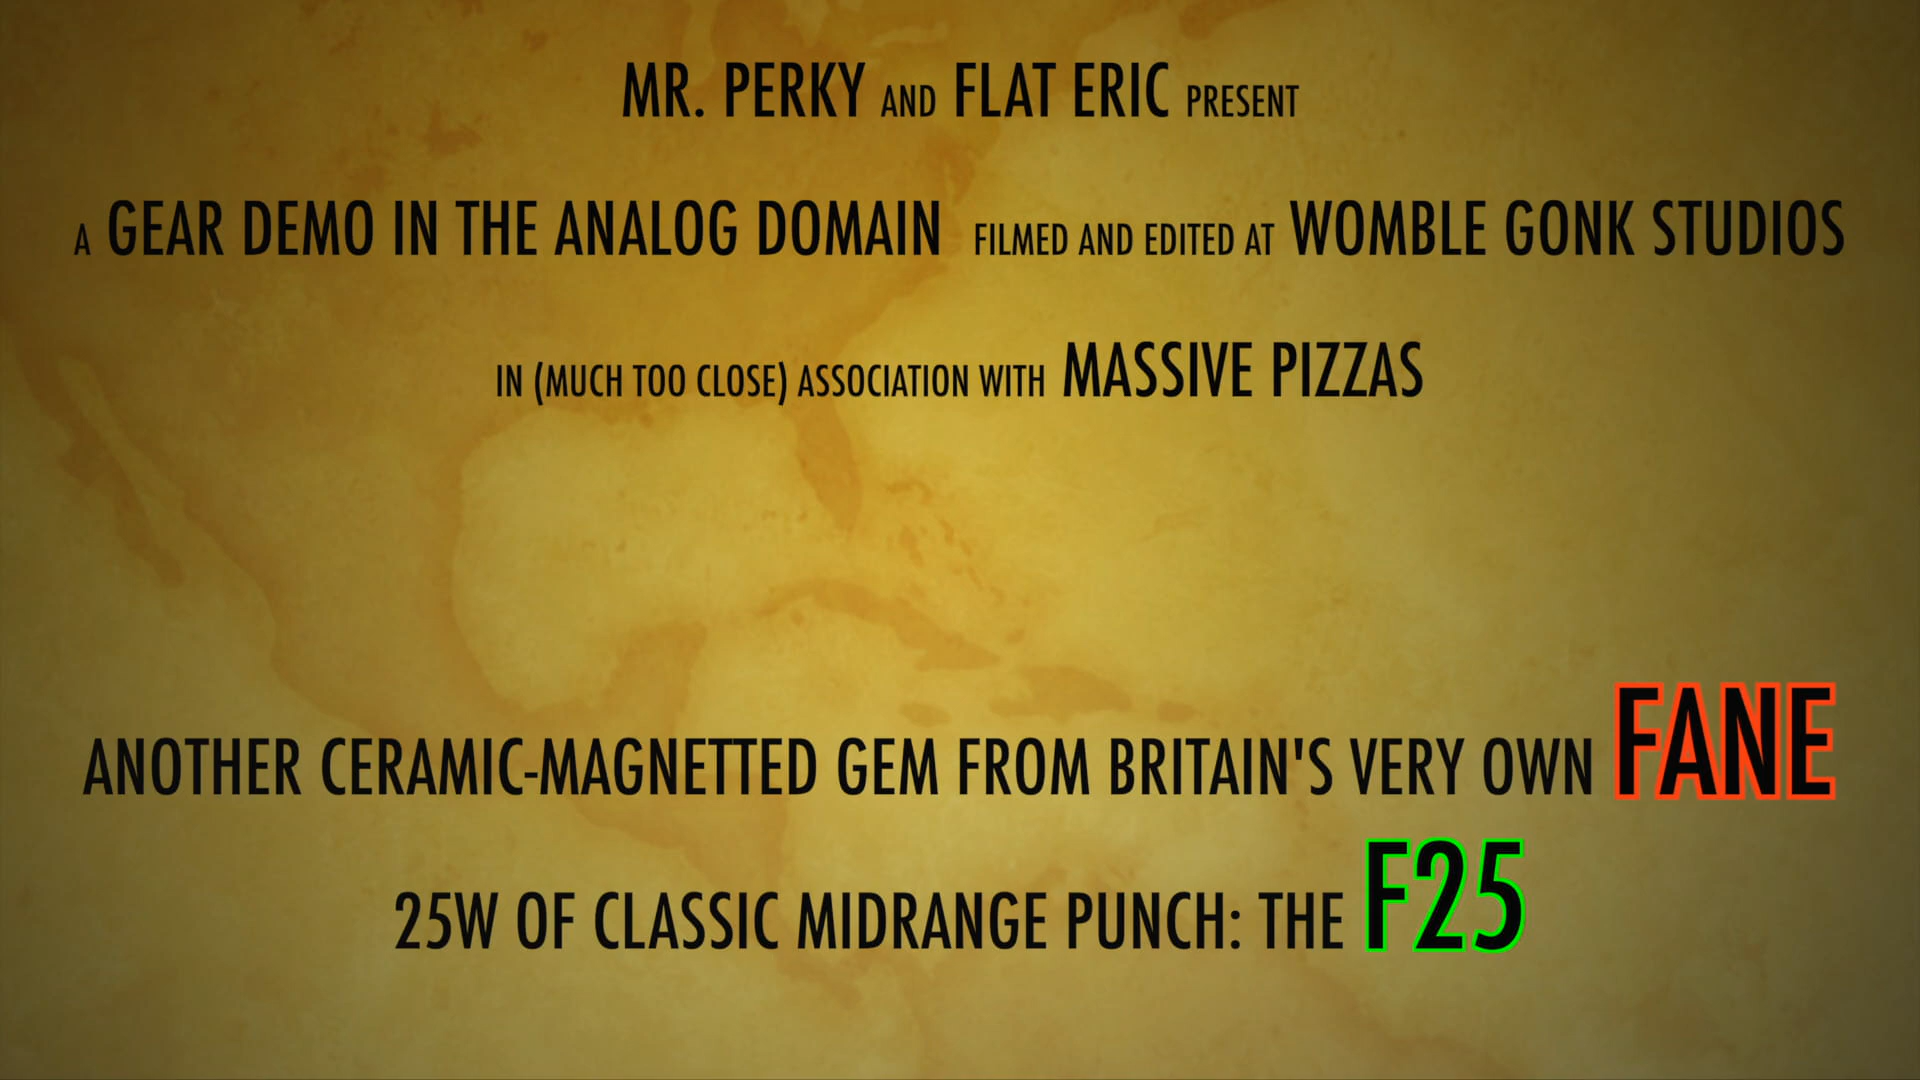 MR. PERKY AND FLAT ERIC PRESENT
A GEAR DEMO IN THE ANALOG DOMAIN FILMED AND EDITED AT WOMBLE GONK STUDIOS
IN (MUCH TOO CLOSE) ASSOCIATION WITH MASSIVE PIZZAS
ANOTHER CERAMIC-MAGNETTED GEM FROM BRITAIN'S VERY OWN FANE
25W OF CLASSIC MIDRANGE PUNCH: THE F25